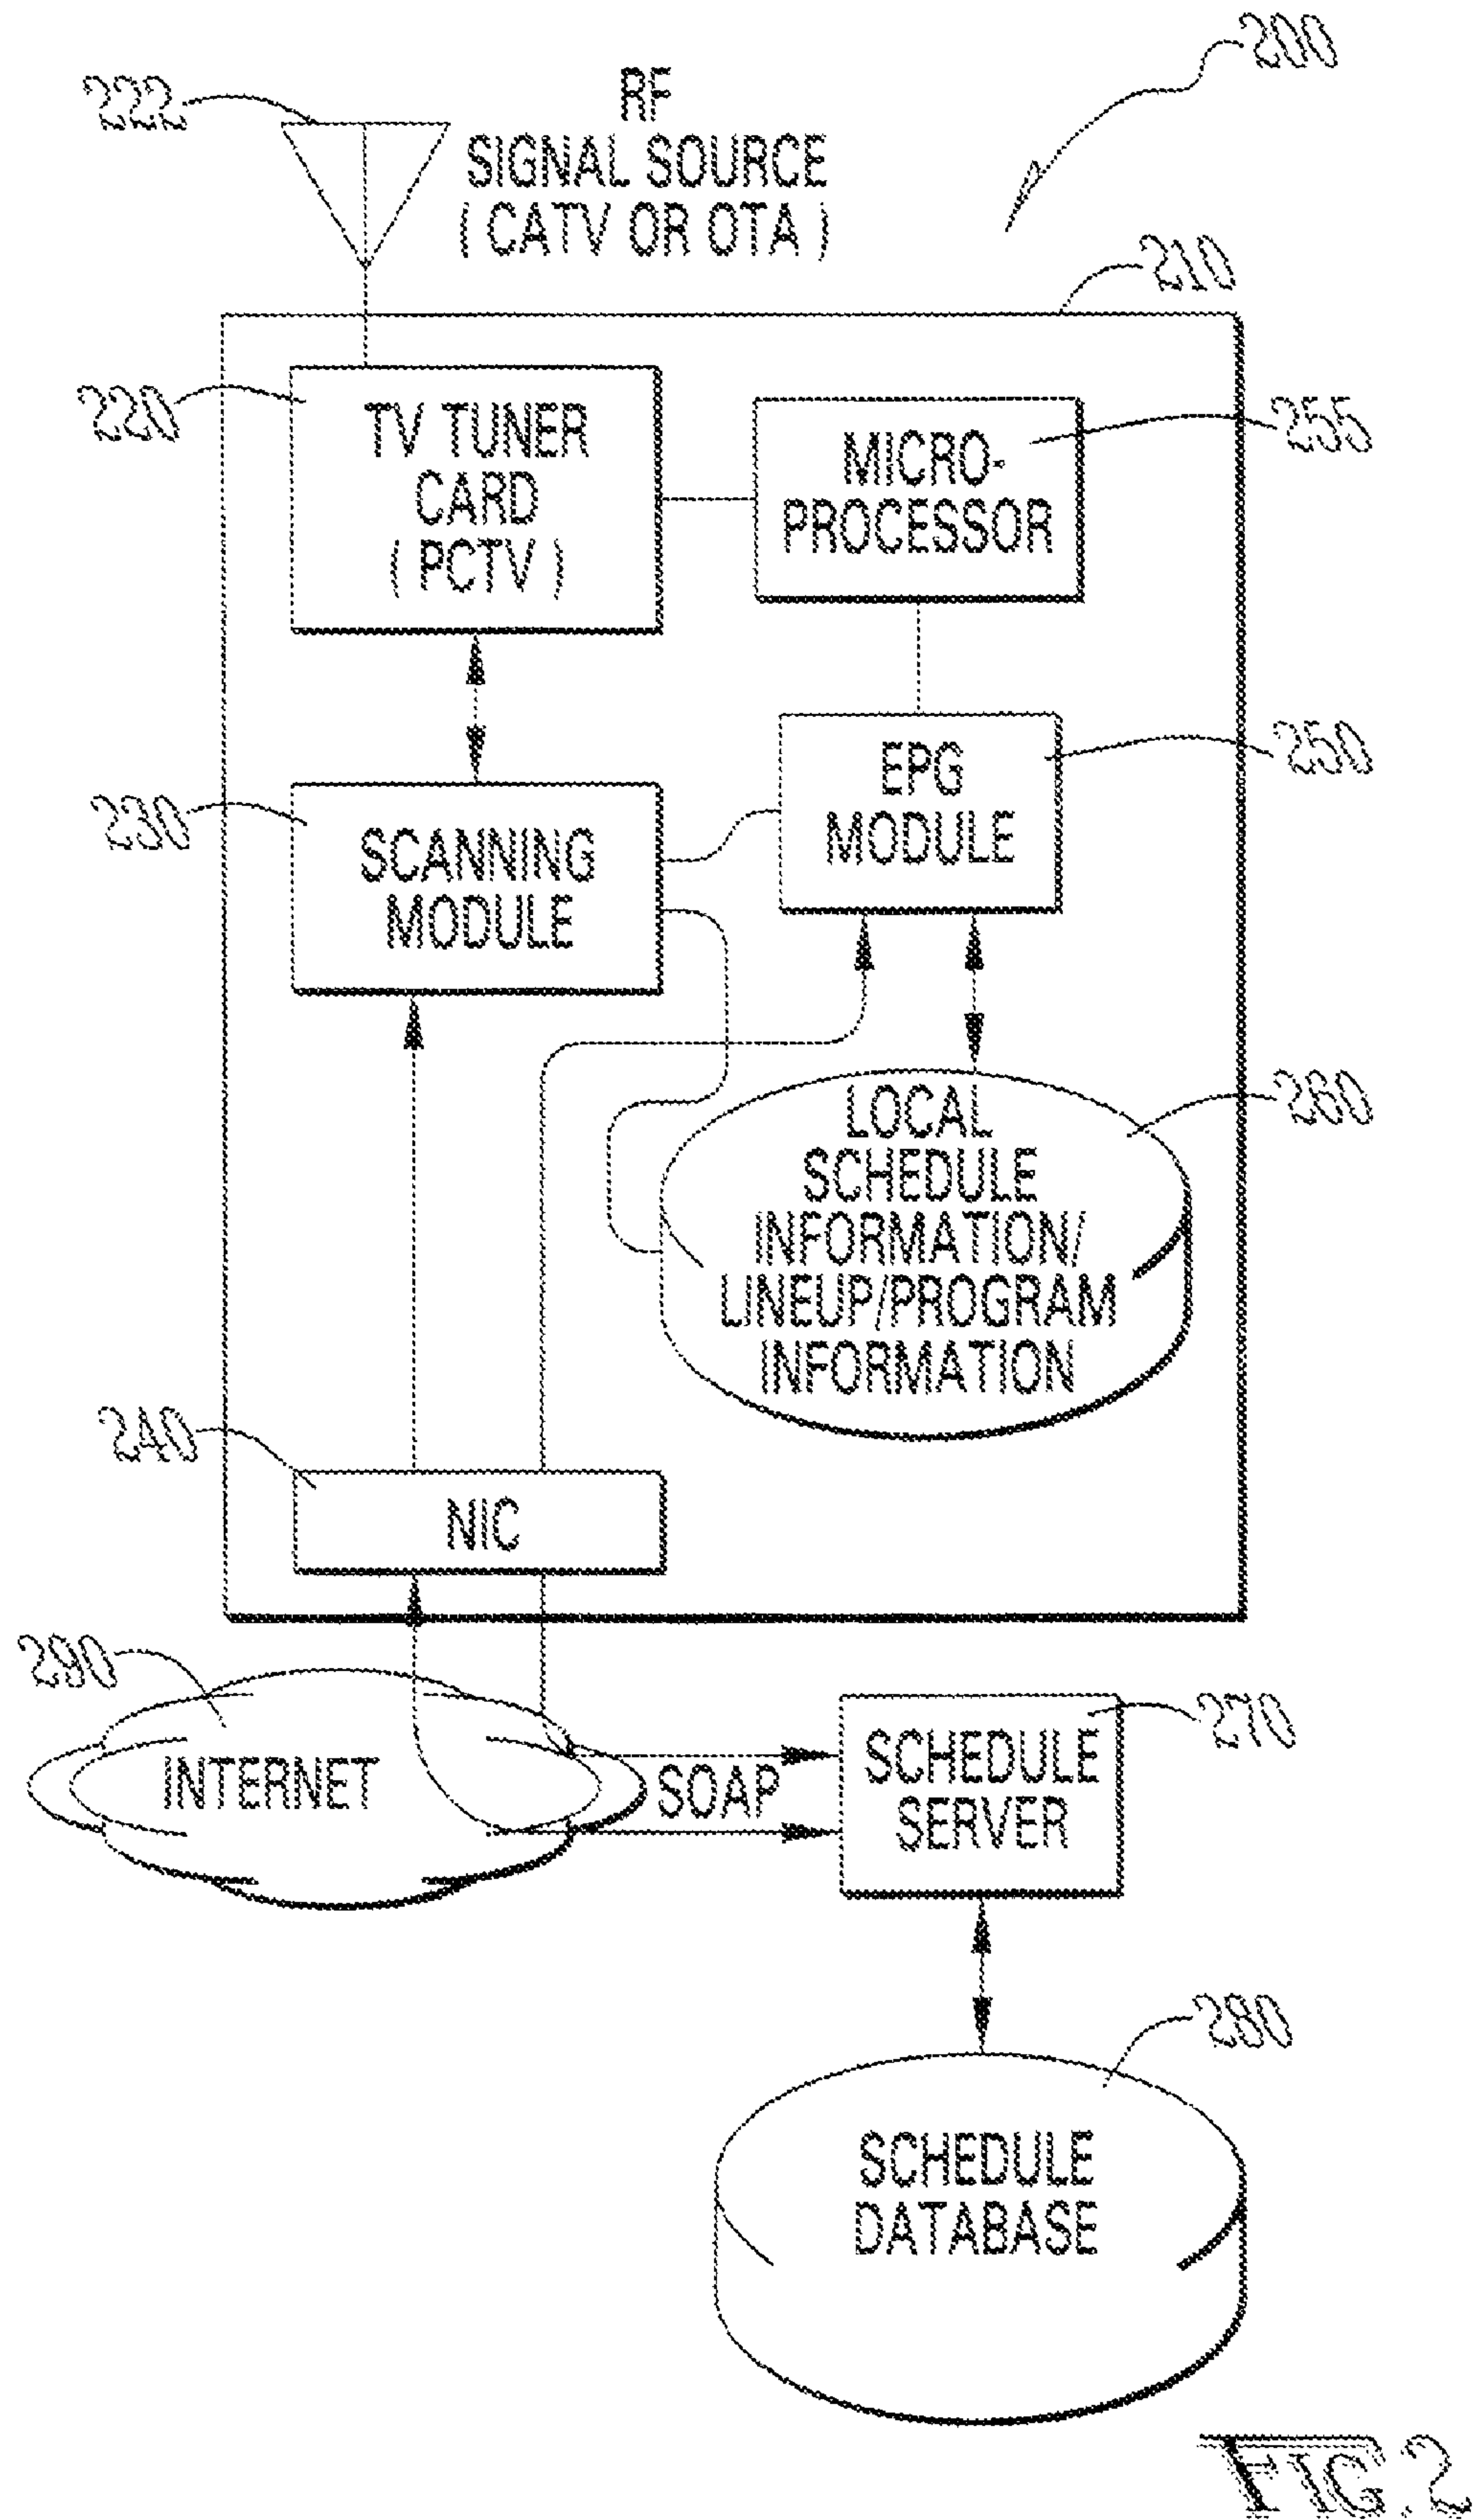 200
222
RF
SIGNAL SOURCE
( CATV OR OTA )
210
220
TV TUNER
CARD
( PCTV )
MICRO-
PROCESSOR
255
230
SCANNING
MODULE
EPG
MODULE
250
LOCAL
SCHEDULE
INFORMATION/
LINEUP/PROGRAM
INFORMATION
260
240
NIC
290
INTERNET
SOAP
SCHEDULE
SERVER
270
280
SCHEDULE
DATABASE
FIG. 2